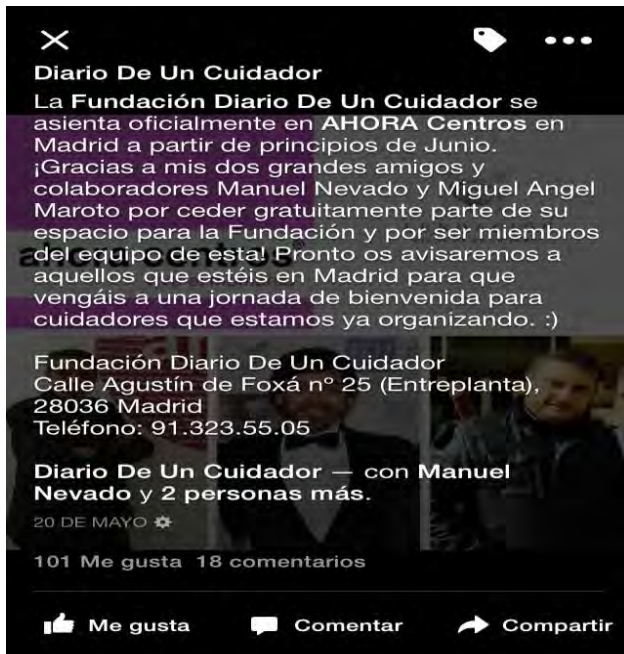 Diario De Un Cuidador
La Fundación Diario De Un Cuidador se
asienta oficialmente en AHORA Centros en
Madrid a partir de principios de Junio.
¡Gracias a mis dos grandes amigos y
colaboradores Manuel Nevado y Miguel Angel
Maroto por ceder gratuitamente parte de su
espacio para la Fundación y por ser miembros
del equipo de esta! Pronto os avisaremos a
aquellos que estéis en Madrid para que
vengáis a una jornada de bienvenida para
cuidadores que estamos ya organizando. :)
Fundación Diario De Un Cuidador
Calle Agustín de Foxá nº 25 (Entreplanta),
28036 Madrid
Teléfono: 91.323.55.05
Diario De Un Cuidador — con Manuel
Nevado y 2 personas más.
20 DE MAYO
101 Me gusta 18 comentarios
Me gusta Comentar Compartir